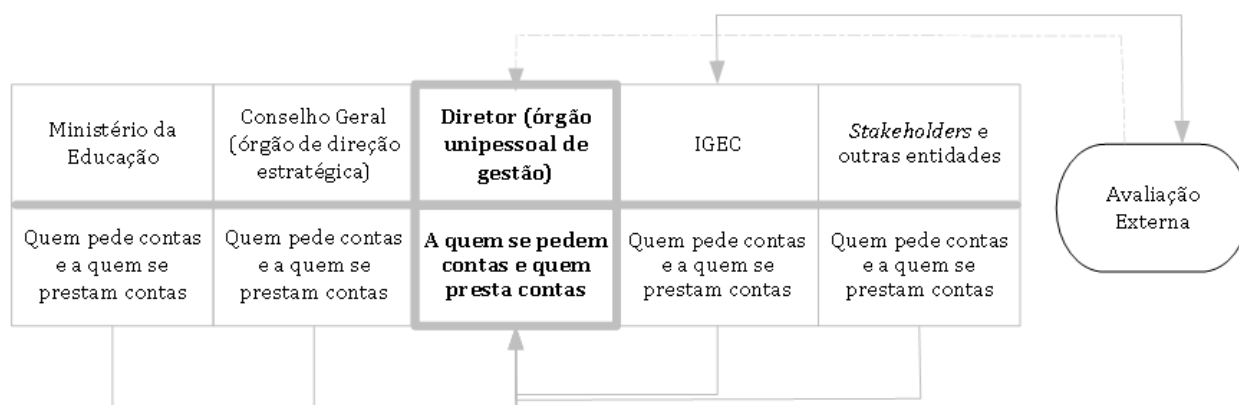 Ministério da
Educação
Conselho Geral
(órgão de direção
estratégica)
Diretor (órgão
unipessoal de
gestão)
IGEC
Stakeholders e
outras entidades
Avaliação
Externa
Quem pede contas
e a quem se
prestam contas
Quem pede contas
e a quem se
prestam contas
A quem se pedem
contas e quem
presta contas
Quem pede contas
e a quem se
prestam contas
Quem pede contas
e a quem se
prestam contas